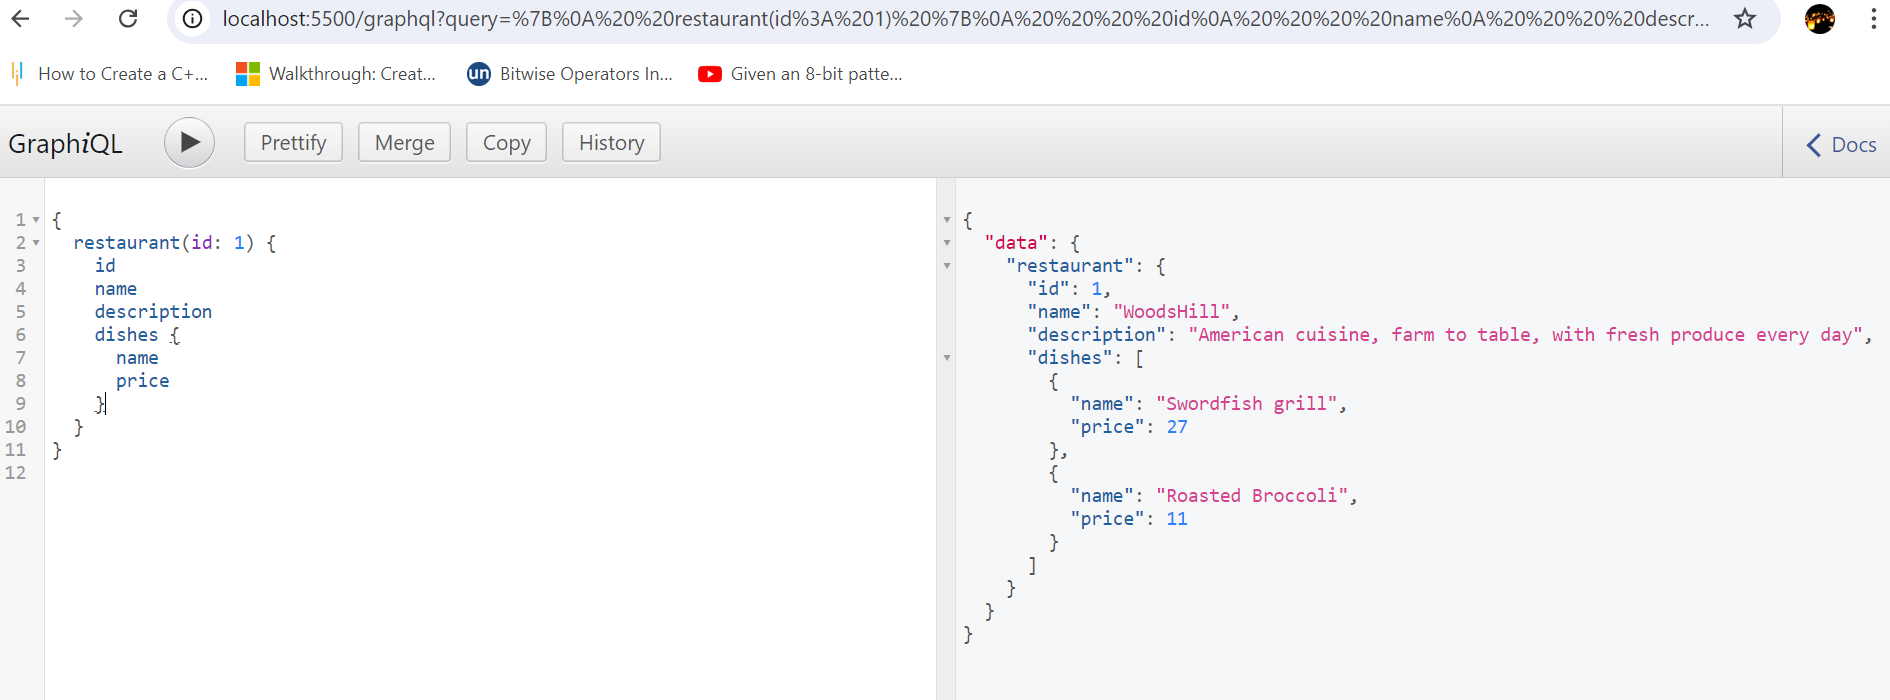 localhost:5500/graphql?query=%7B%0A%20%20restaurant(id%3A%201)%20%7B%0A%20%20%20%20id%0A%20%20%20%20name%0A%20%20%20%20descr...
How to Create a C+... Walkthrough: Creat... un Bitwise Operators In... Given an 8-bit patte...
GraphiQL Prettify Merge Copy History Docs
1 {
2 restaurant(id: 1) {
3 id
4 name
5 description
6 dishes {
7 name
8 price
9 }
10 }
11 }
12
{
"data": {
"restaurant": {
"id": 1,
"name": "WoodsHill",
"description": "American cuisine, farm to table, with fresh produce every day",
"dishes": [
{
"name": "Swordfish grill",
"price": 27
},
{
"name": "Roasted Broccoli",
"price": 11
}
]
}
}
}